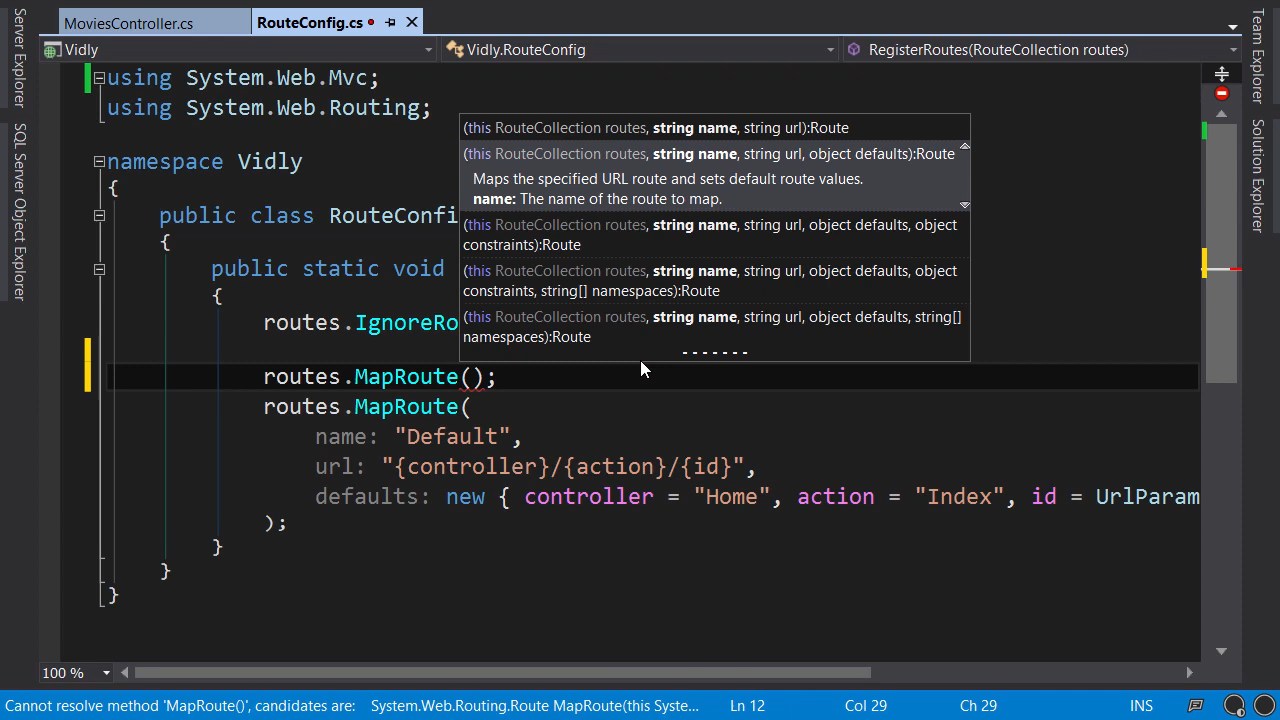 MoviesController.cs
RouteConfig.cs
Vidly
Vidly.RouteConfig
RegisterRoutes(RouteCollection routes)
Server Explorer
SQL Server Object Explorer
Team Explorer
Solution Explorer
using System.Web.Mvc;
using System.Web.Routing;
namespace Vidly
{
public class RouteConfi
{
public static void
{
routes.IgnoreRo
routes.MapRoute();
(this RouteCollection routes, string name, string url):Route
(this RouteCollection routes, string name, string url, object defaults):Route
Maps the specified URL route and sets default route values.
name: The name of the route to map.
(this RouteCollection routes, string name, string url, object defaults, object
constraints):Route
(this RouteCollection routes, string name, string url, object defaults, object
constraints, string[] namespaces):Route
(this RouteCollection routes, string name, string url, object defaults, string[]
namespaces):Route
routes.MapRoute(
name: "Default",
url: "{controller}/{action}/{id}",
defaults: new { controller = "Home", action = "Index", id = UrlParam
);
}
}
}
100 %
Cannot resolve method 'MapRoute()', candidates are: System.Web.Routing.Route MapRoute(this Syste...
Ln 12
Col 29
Ch 29
INS